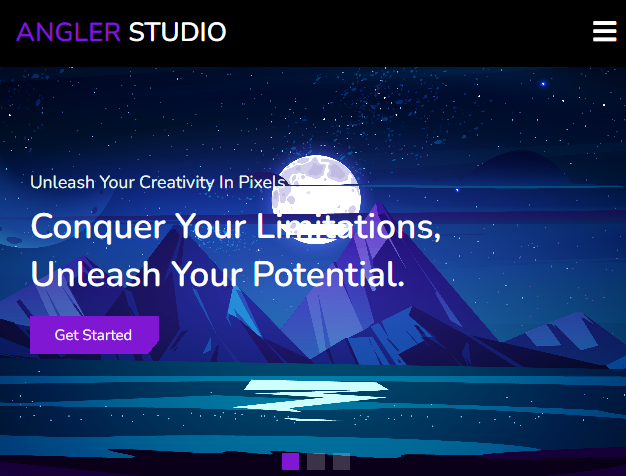 ANGLER STUDIO
Unleash Your Creativity In Pixels
Conquer Your Limitations,
Unleash Your Potential.
Get Started